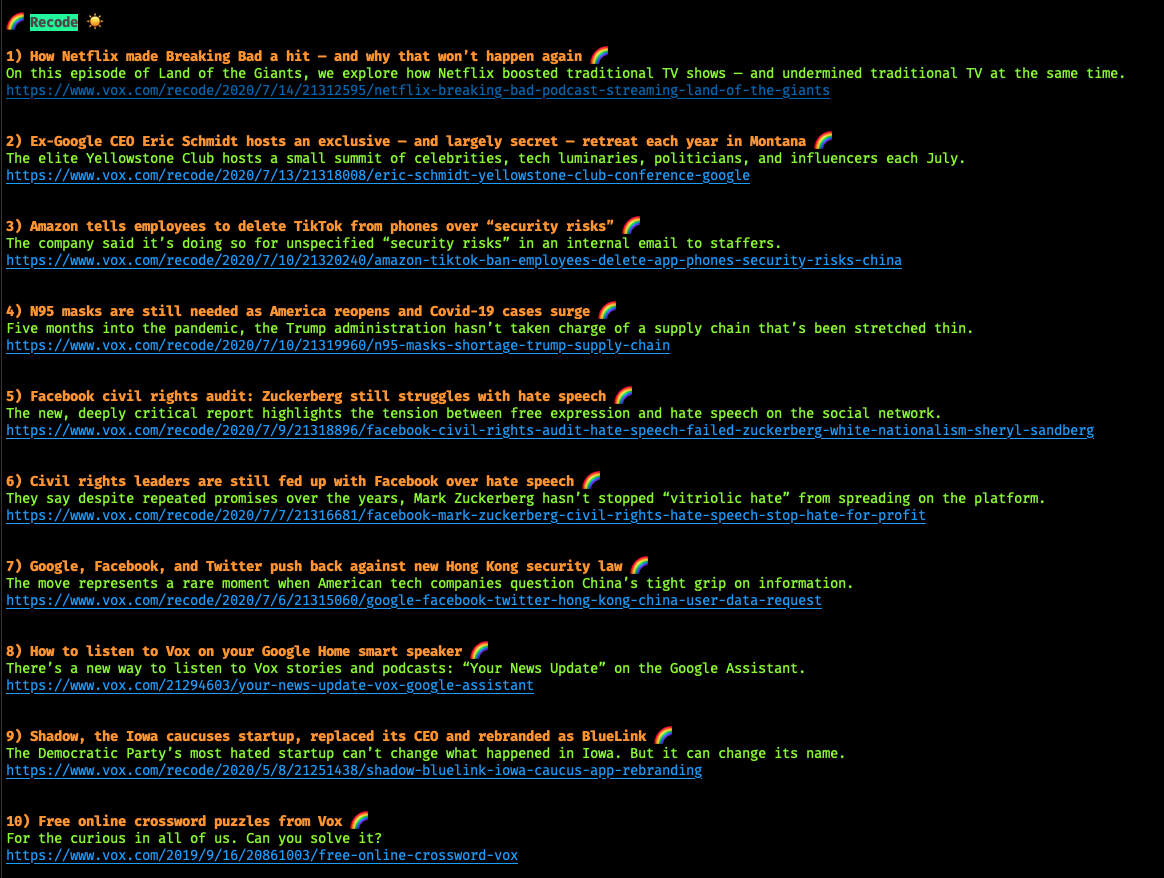 🌈 Recode ☀️
1) How Netflix made Breaking Bad a hit — and why that won’t happen again 🌈
On this episode of Land of the Giants, we explore how Netflix boosted traditional TV shows — and undermined traditional TV at the same time.
https://www.vox.com/recode/2020/7/14/21312595/netflix-breaking-bad-podcast-streaming-land-of-the-giants
2) Ex-Google CEO Eric Schmidt hosts an exclusive — and largely secret — retreat each year in Montana 🌈
The elite Yellowstone Club hosts a small summit of celebrities, tech luminaries, politicians, and influencers each July.
https://www.vox.com/recode/2020/7/13/21318008/eric-schmidt-yellowstone-club-conference-google
3) Amazon tells employees to delete TikTok from phones over “security risks” 🌈
The company said it’s doing so for unspecified “security risks” in an internal email to staffers.
https://www.vox.com/recode/2020/7/10/21320240/amazon-tiktok-ban-employees-delete-app-phones-security-risks-china
4) N95 masks are still needed as America reopens and Covid-19 cases surge 🌈
Five months into the pandemic, the Trump administration hasn’t taken charge of a supply chain that’s been stretched thin.
https://www.vox.com/recode/2020/7/10/21319960/n95-masks-shortage-trump-supply-chain
5) Facebook civil rights audit: Zuckerberg still struggles with hate speech 🌈
The new, deeply critical report highlights the tension between free expression and hate speech on the social network.
https://www.vox.com/recode/2020/7/9/21318896/facebook-civil-rights-audit-hate-speech-failed-zuckerberg-white-nationalism-sheryl-sandberg
6) Civil rights leaders are still fed up with Facebook over hate speech 🌈
They say despite repeated promises over the years, Mark Zuckerberg hasn’t stopped “vitriolic hate” from spreading on the platform.
https://www.vox.com/recode/2020/7/7/21316681/facebook-mark-zuckerberg-civil-rights-hate-speech-stop-hate-for-profit
7) Google, Facebook, and Twitter push back against new Hong Kong security law 🌈
The move represents a rare moment when American tech companies question China’s tight grip on information.
https://www.vox.com/recode/2020/7/6/21315060/google-facebook-twitter-hong-kong-china-user-data-request
8) How to listen to Vox on your Google Home smart speaker 🌈
There’s a new way to listen to Vox stories and podcasts: “Your News Update” on the Google Assistant.
https://www.vox.com/21294603/your-news-update-vox-google-assistant
9) Shadow, the Iowa caucuses startup, replaced its CEO and rebranded as BlueLink 🌈
The Democratic Party’s most hated startup can’t change what happened in Iowa. But it can change its name.
https://www.vox.com/recode/2020/5/8/21251438/shadow-bluelink-iowa-caucus-app-rebranding
10) Free online crossword puzzles from Vox 🌈
For the curious in all of us. Can you solve it?
https://www.vox.com/2019/9/16/20861003/free-online-crossword-vox